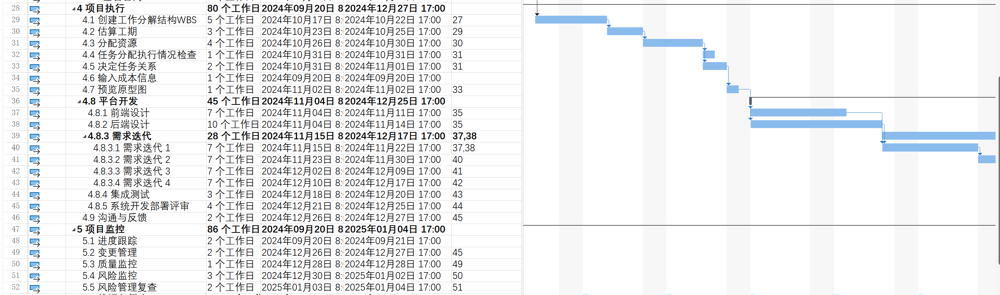 28 4 项目执行 80 个工作日 2024年09月20日 8 2024年12月27日 17:00
29 4.1 创建工作分解结构WBS 5 个工作日 2024年10月17日 8: 2024年10月22日 17:00 27
30 4.2 估算工期 3 个工作日 2024年10月23日 8: 2024年10月25日 17:00 29
31 4.3 分配资源 4 个工作日 2024年10月26日 8: 2024年10月30日 17:00 30
32 4.4 任务分配执行情况检查 1 个工作日 2024年10月31日 8: 2024年10月31日 17:00 31
33 4.5 决定任务关系 2 个工作日 2024年10月31日 8: 2024年11月01日 17:00 31
34 4.6 输入成本信息 1 个工作日 2024年09月20日 8: 2024年09月20日 17:00
35 4.7 预览原型图 1 个工作日 2024年11月02日 8: 2024年11月02日 17:00 33
36 4.8 平台开发 45 个工作日 2024年11月04日 8 2024年12月25日 17:00
37 4.8.1 前端设计 7 个工作日 2024年11月04日 8: 2024年11月11日 17:00 35
38 4.8.2 后端设计 10 个工作日 2024年11月04日 8: 2024年11月14日 17:00 35
39 4.8.3 需求迭代 28 个工作日 2024年11月15日 8 2024年12月17日 17:00 37,38
40 4.8.3.1 需求迭代 1 7 个工作日 2024年11月15日 8: 2024年11月22日 17:00 37,38
41 4.8.3.2 需求迭代 2 7 个工作日 2024年11月23日 8: 2024年11月30日 17:00 40
42 4.8.3.3 需求迭代 3 7 个工作日 2024年12月02日 8: 2024年12月09日 17:00 41
43 4.8.3.4 需求迭代 4 7 个工作日 2024年12月10日 8: 2024年12月17日 17:00 42
44 4.8.4 集成测试 3 个工作日 2024年12月18日 8: 2024年12月20日 17:00 43
45 4.8.5 系统开发部署评审 4 个工作日 2024年12月21日 8: 2024年12月25日 17:00 44
46 4.9 沟通与反馈 2 个工作日 2024年12月26日 8: 2024年12月27日 17:00 45
47 5 项目监控 86 个工作日 2024年09月20日 8 2025年01月04日 17:00
48 5.1 进度跟踪 2 个工作日 2024年09月20日 8: 2024年09月21日 17:00
49 5.2 变更管理 2 个工作日 2024年12月26日 8: 2024年12月27日 17:00 45
50 5.3 质量监控 1 个工作日 2024年12月28日 8: 2024年12月28日 17:00 49
51 5.4 风险监控 3 个工作日 2024年12月30日 8: 2025年01月02日 17:00 50
52 5.5 风险管理复查 2 个工作日 2025年01月03日 8: 2025年01月04日 17:00 51